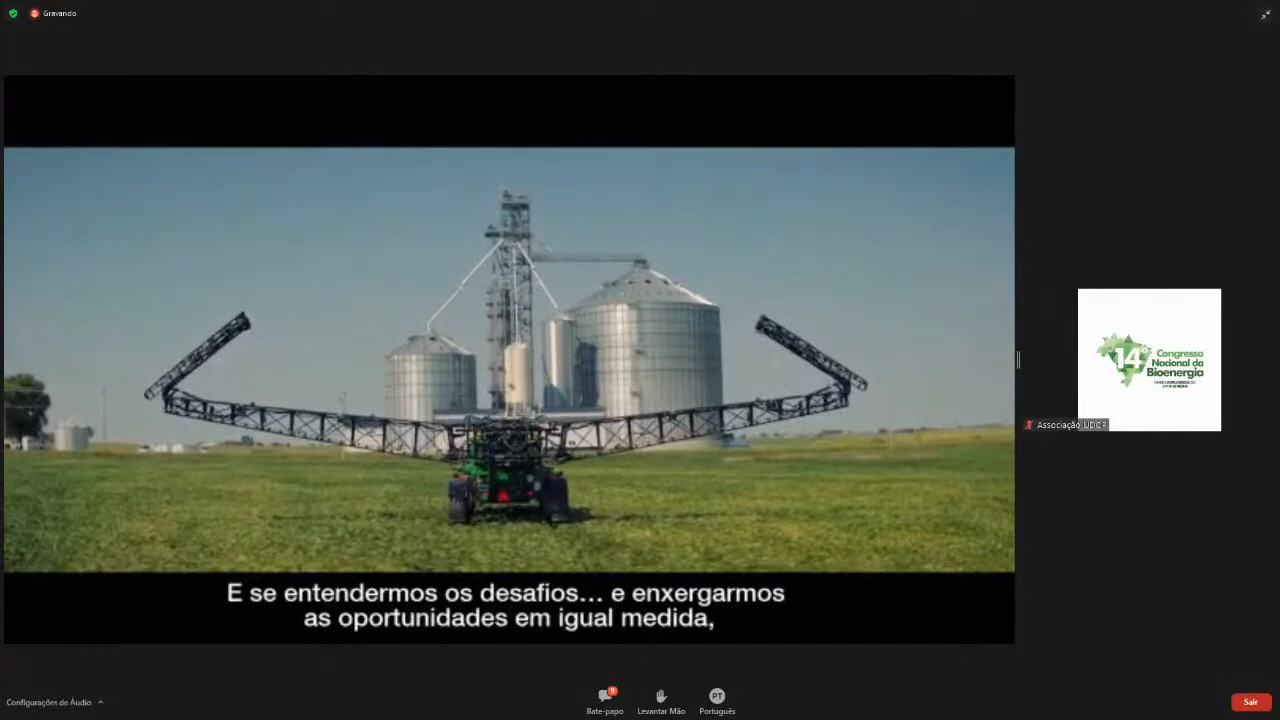 Gravando
E se entendermos os desafios... e enxergarmos
as oportunidades em igual medida,
14º Congresso
Nacional da
Bioenergia
Associação UDOP
Configurações de Áudio
9
Bate-papo
Levantar Mão
PT
Português
Sair